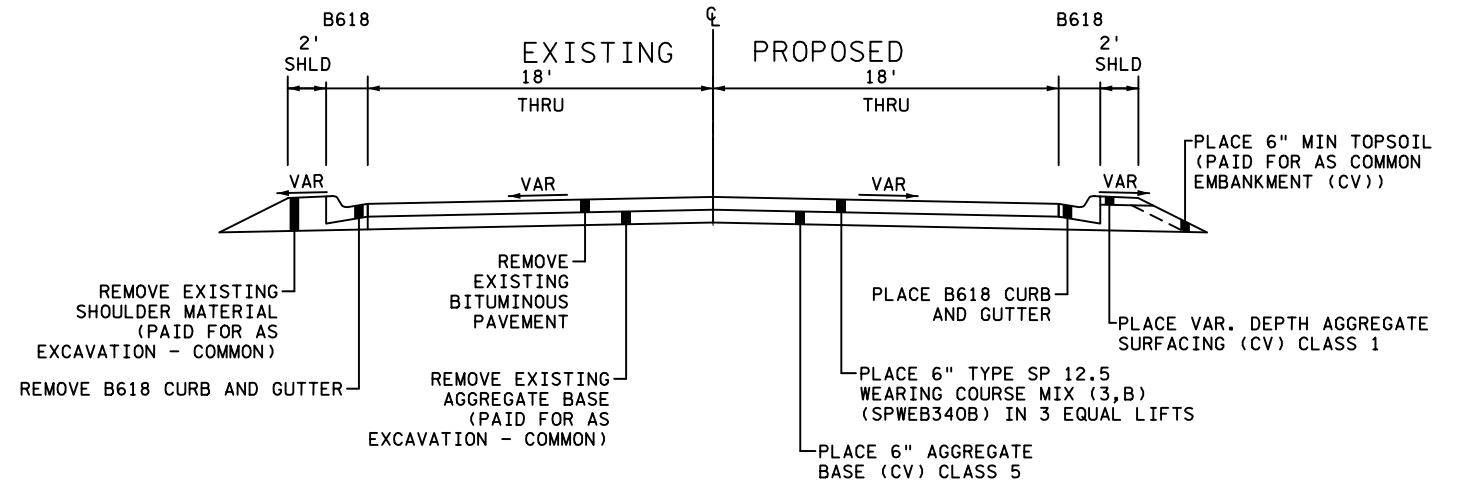 B618
℄
B618
2'
SHLD
EXISTING
PROPOSED
2'
SHLD
18'
THRU
18'
THRU
VAR
VAR
VAR
VAR
PLACE 6" MIN TOPSOIL
(PAID FOR AS COMMON
EMBANKMENT (CV))
REMOVE EXISTING
SHOULDER MATERIAL
(PAID FOR AS
EXCAVATION - COMMON)
REMOVE B618 CURB AND GUTTER
REMOVE
EXISTING
BITUMINOUS
PAVEMENT
REMOVE EXISTING
AGGREGATE BASE
(PAID FOR AS
EXCAVATION - COMMON)
PLACE B618 CURB
AND GUTTER
PLACE VAR. DEPTH AGGREGATE
SURFACING (CV) CLASS 1
PLACE 6" TYPE SP 12.5
WEARING COURSE MIX (3,B)
(SPWEB340B) IN 3 EQUAL LIFTS
PLACE 6" AGGREGATE
BASE (CV) CLASS 5